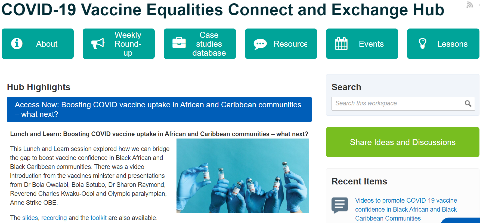 COVID-19 Vaccine Equalities Connect and Exchange Hub
About
Weekly
Round-
up
Case
studies
database
Resource
Events
Lessons
Hub Highlights
Access Now: Boosting COVID vaccine uptake in African and Caribbean communities
what next?
Lunch and Learn: Boosting COVID vaccine uptake in African and Caribbean communities – what next?
This Lunch and Learn session explored how we can bridge
the gap to boost vaccine confidence in Black African and
Black Caribbean communities. There was a video
introduction from the vaccines minister and presentations
from Dr Bola Owolabi, Bola Sotubo, Dr Sharon Raymond,
Reverend Charles Kwaku-Odoi and Olympic paralympian,
Anne Strike OBE.
The slides, recording and the toolkit are also available.
Search
Search this workspace
Share Ideas and Discussions
Recent Items
Videos to promote COVID 19 vaccine
confidence in Black African and Black
Caribbean Communities